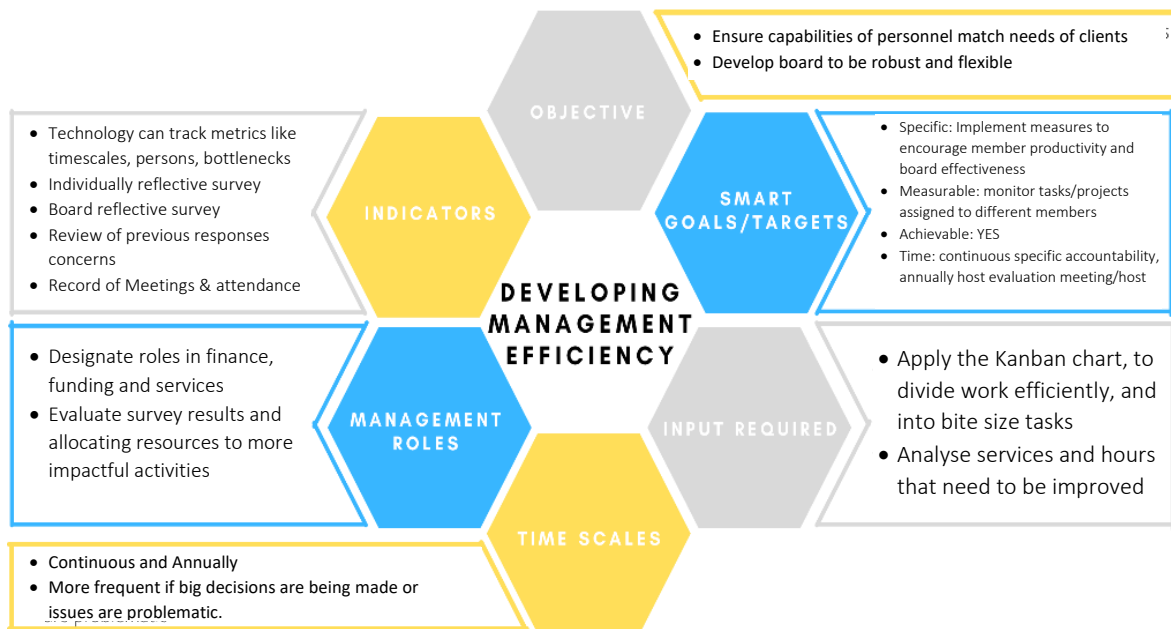 • Ensure capabilities of personnel match needs of clients
• Develop board to be robust and flexible
OBJECTIVE
• Technology can track metrics like
timescales, persons, bottlenecks
• Individually reflective survey
• Board reflective survey
• Review of previous responses
concerns
• Record of Meetings & attendance
INDICATORS
SMART
GOALS/TARGETS
• Specific: Implement measures to
encourage member productivity and
board effectiveness
• Measurable: monitor tasks/projects
assigned to different members
• Achievable: YES
• Time: continuous specific accountability,
annually host evaluation meeting/host
DEVELOPING
MANAGEMENT
EFFICIENCY
• Designate roles in finance,
funding and services
• Evaluate survey results and
allocating resources to more
impactful activities
MANAGEMENT
ROLES
INPUT REQUIRED
• Apply the Kanban chart, to
divide work efficiently, and
into bite size tasks
• Analyse services and hours
that need to be improved
TIME SCALES
• Continuous and Annually
• More frequent if big decisions are being made or
issues are problematic.